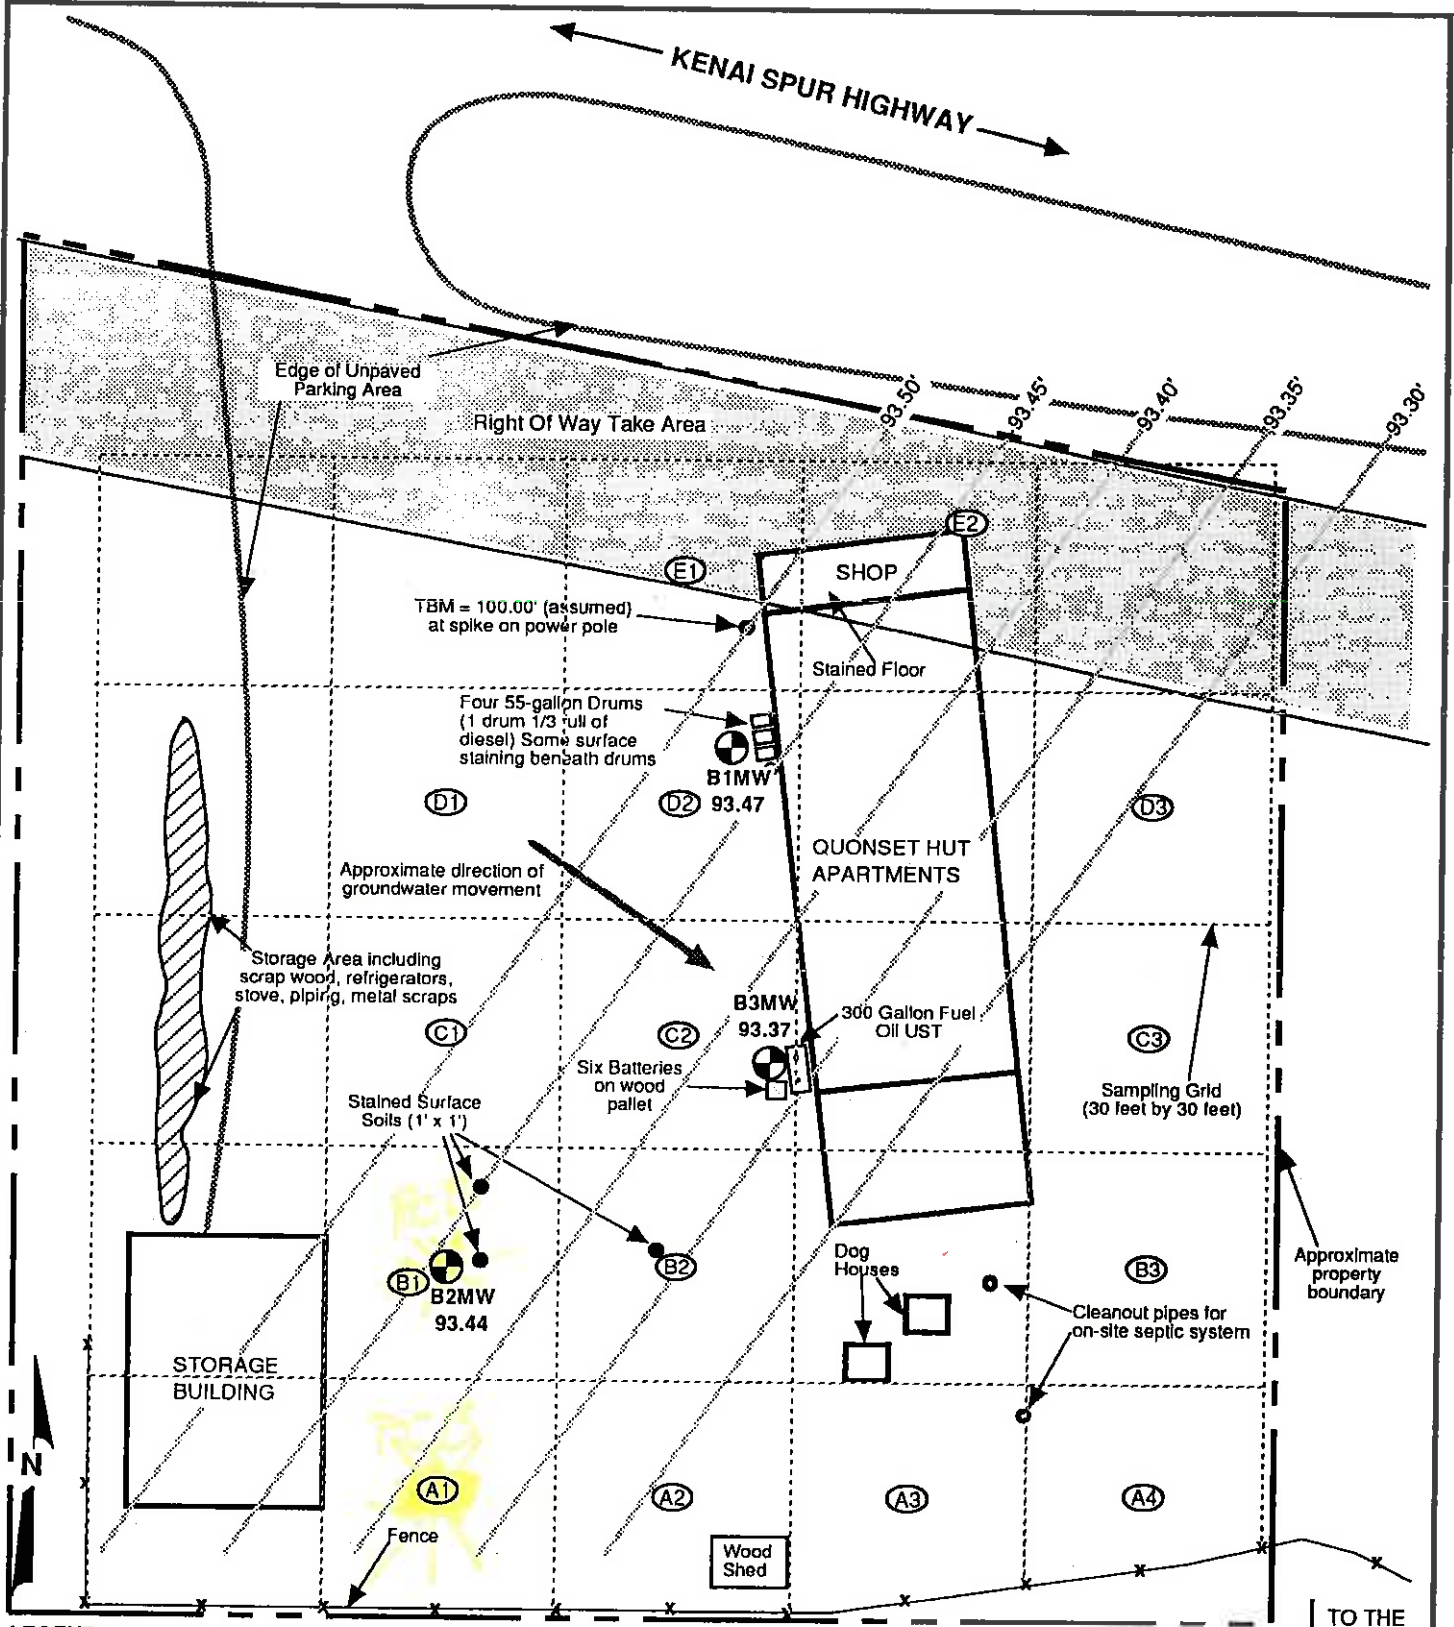 KENAI SPUR HIGHWAY
Edge of Unpaved
Parking Area
Right Of Way Take Area
93.50'
93.45'
93.40'
93.35'
93.30'
E2
E1
SHOP
TBM = 100.00' (assumed)
at spike on power pole
Stained Floor
Four 55-gallon Drums
(1 drum 1/3 full of
diesel) Some surface
staining beneath drums
B1MW
93.47
D1
D2
D3
QUONSET HUT
APARTMENTS
Approximate direction of
groundwater movement
Storage Area including
scrap wood, refrigerators,
stove, piping, metal scraps
B3MW
93.37
300 Gallon Fuel
Oil UST
C1
C2
C3
Six Batteries
on wood
pallet
Sampling Grid
(30 feet by 30 feet)
Stained Surface
Soils (1' x 1')
B1
B2MW
93.44
B2
Dog
Houses
B3
Approximate
property
boundary
Cleanout pipes for
on-site septic system
STORAGE
BUILDING
N
A1
A2
A3
A4
Fence
Wood
Shed
TO THE